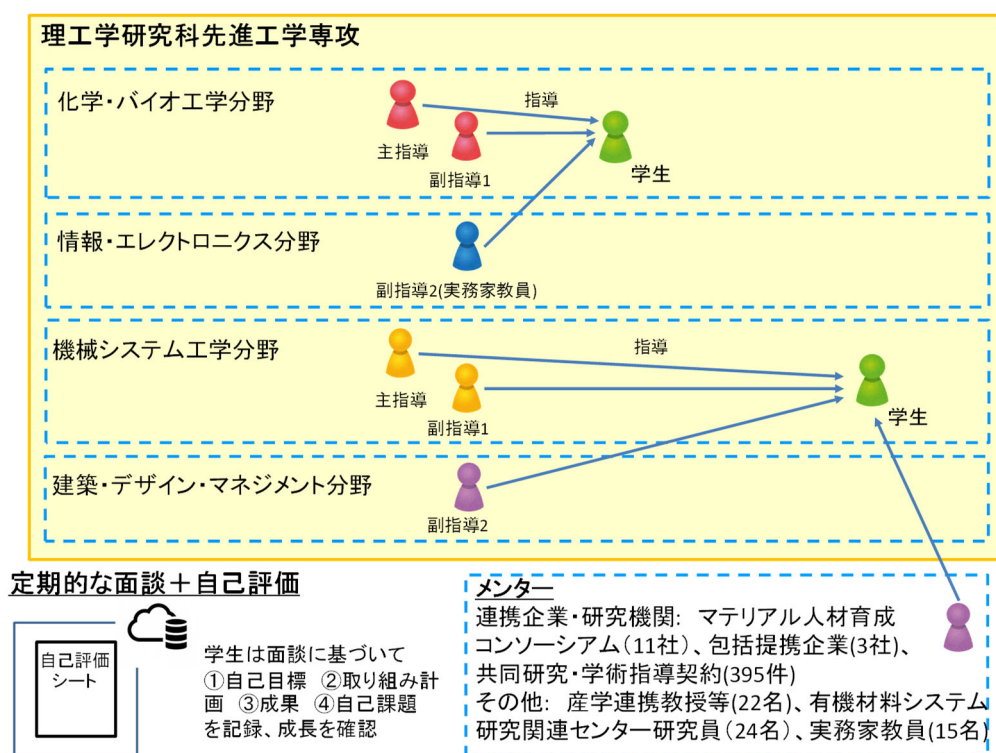 理工学研究科先進工学専攻
化学・バイオ工学分野
指導
主指導
副指導1
学生
情報・エレクトロニクス分野
副指導2(実務家教員)
機械システム工学分野
指導
主指導
副指導1
学生
建築・デザイン・マネジメント分野
副指導2
定期的な面談＋自己評価
自己評価
シート
学生は面談に基づいて
①自己目標 ②取り組み計
画 ③成果 ④自己課題
を記録、成長を確認
メンター
連携企業・研究機関: マテリアル人材育成
コンソーシアム(11社)、包括提携企業(3社)、
共同研究・学術指導契約(395件)
その他: 産学連携教授等(22名)、有機材料システム
研究関連センター研究員(24名)、実務家教員(15名)